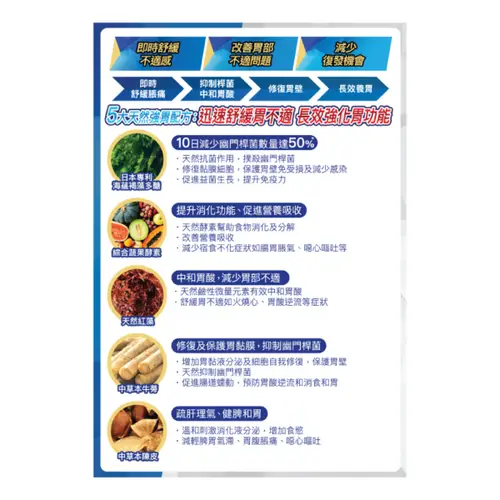 即時舒緩
不適感
改善胃部
不適問題
減少
復發機會
即時
舒緩脹痛
抑制桿菌
中和胃酸
修復胃壁
長效養胃
5大天然強胃配方：迅速舒緩胃不適 長效強化胃功能
10日減少幽門桿菌數量達50%*
· 天然抗菌作用，撲殺幽門桿菌
· 修復黏膜細胞，保護胃壁免受損及減少感染
· 促進益菌生長，提升免疫力
日本專利
海蘊褐藻多醣
提升消化功能、促進營養吸收
· 天然酵素幫助食物消化及分解
· 改善營養吸收
· 減少宿食不化症狀如腸胃脹氣、噁心嘔吐等
綜合蔬果酵素
中和胃酸，減少胃部不適
· 天然鹼性微量元素有效中和胃酸
· 舒緩胃不適如火燒心、胃酸逆流等症狀
天然紅藻
修復及保護胃黏膜，抑制幽門桿菌
· 增加胃黏液分泌及細胞自我修復，保護胃壁
· 天然抑制幽門桿菌
· 促進腸道蠕動，預防胃酸逆流和消食和胃
中草本牛蒡
疏肝理氣、健脾和胃
· 溫和刺激消化液分泌，增加食慾
· 減輕脾胃氣滯、胃腹脹痛、噁心嘔吐
中草本陳皮